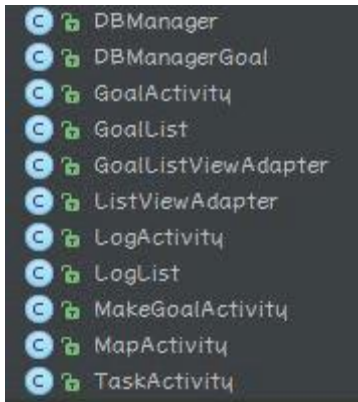 DBManager
DBManagerGoal
GoalActivity
GoalList
GoalListViewAdapter
ListViewAdapter
LogActivity
LogList
MakeGoalActivity
MapActivity
TaskActivity